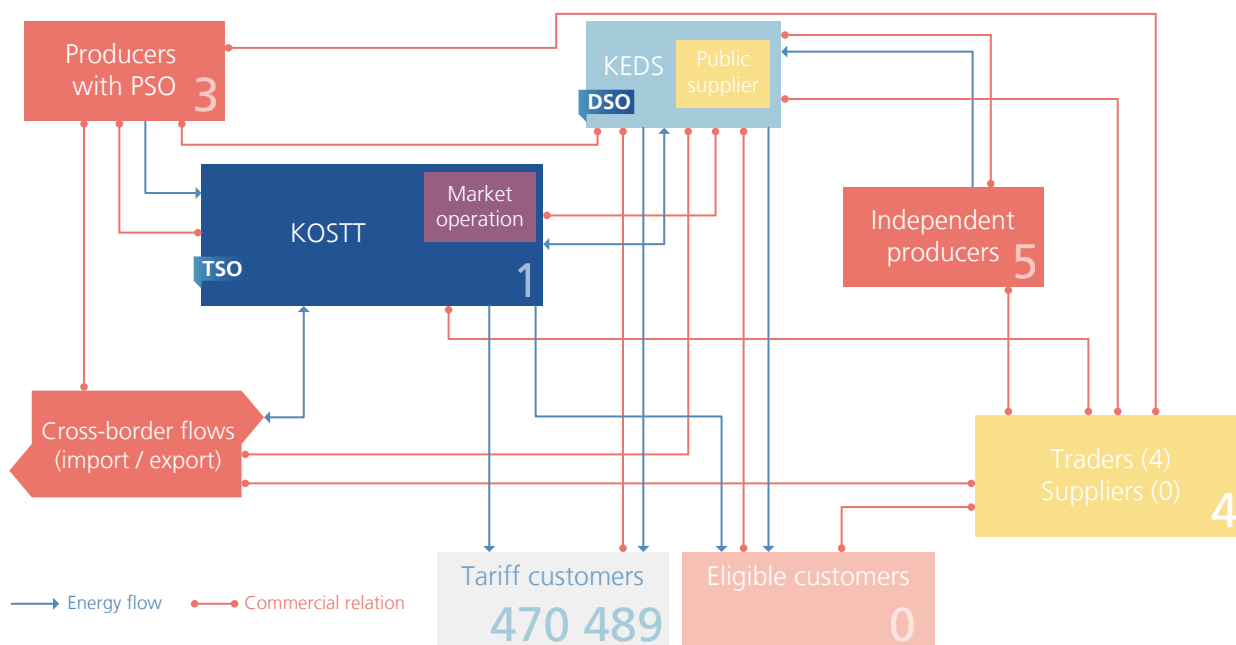 Producers
with PSO
3
KEDS
Public
supplier
DSO
KOSTT
Market
operation
TSO
1
Independent
producers
5
Cross-border flows
(import / export)
Traders (4)
Suppliers (0)
4
Tariff customers
470 489
Eligible customers
0
Energy flow
Commercial relation